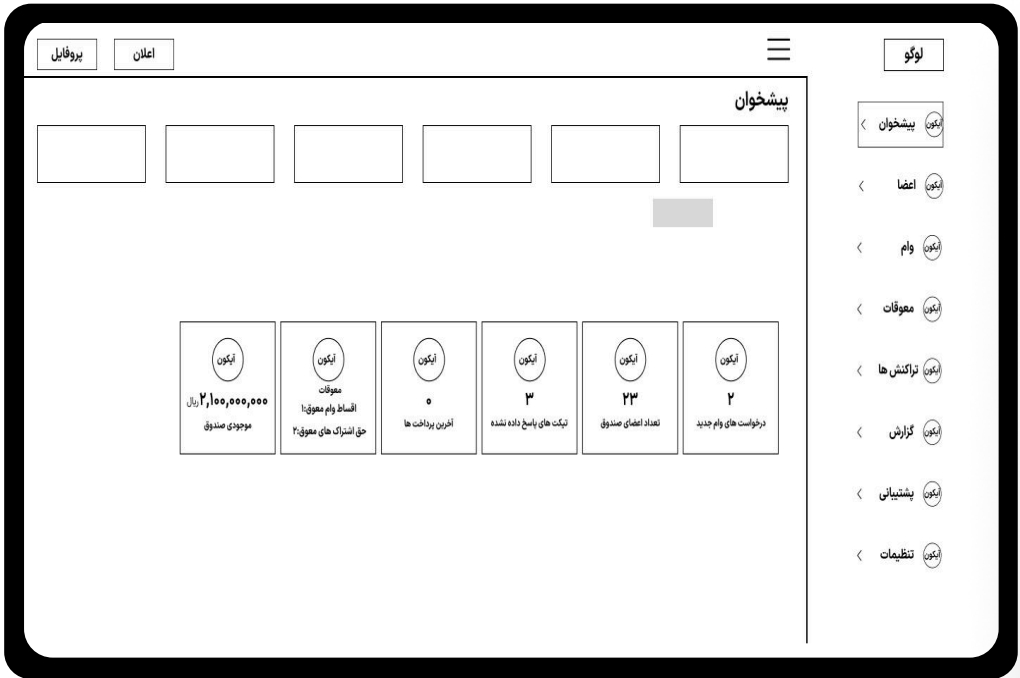 لوگو
اعلان
پروفایل
پیشخوان
آیکون پیشخوان
آیکون اعضا
آیکون وام
آیکون معوقات
آیکون تراکنش ها
آیکون گزارش
آیکون پشتیبانی
آیکون تنظیمات
آیکون
۲
درخواست های وام جدید
آیکون
۲۳
تعداد اعضای صندوق
آیکون
۳
تیکت های پاسخ داده نشده
آیکون
۰
آخرین پرداخت ها
آیکون
معوقات
اقساط وام معوق:۱
حق اشتراک های معوق:۲
آیکون
۲,۱۰۰,۰۰۰,۰۰۰ ریال
موجودی صندوق